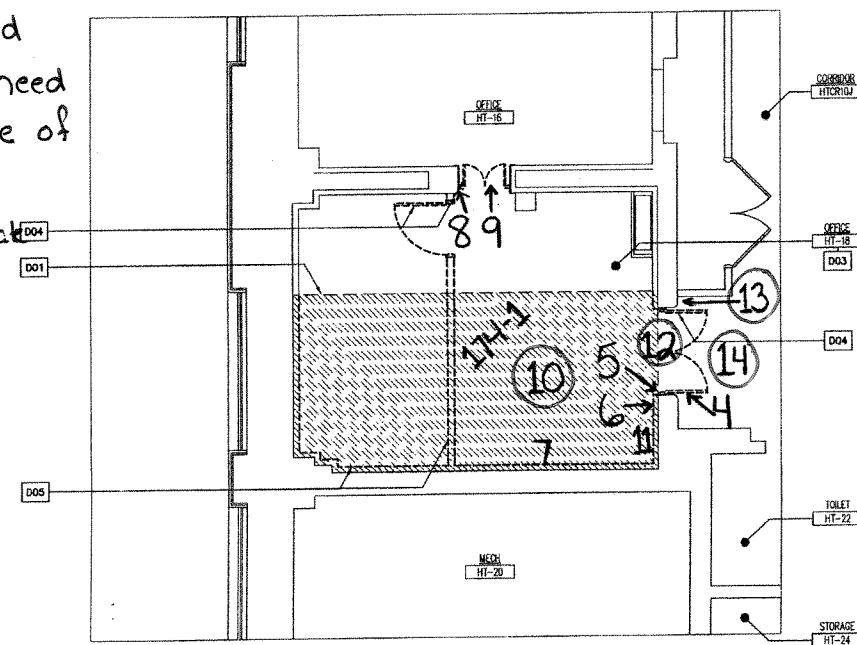 d
need
e of
OFFICE
HT-16
CORRIDOR
HTCR10J
D04
8
9
OFFICE
HT-18
D03
D01
13
174-1
12
D04
14
10
5
6
4
11
7
D05
TOILET
HT-22
MECH
HT-20
STORAGE
HT-24